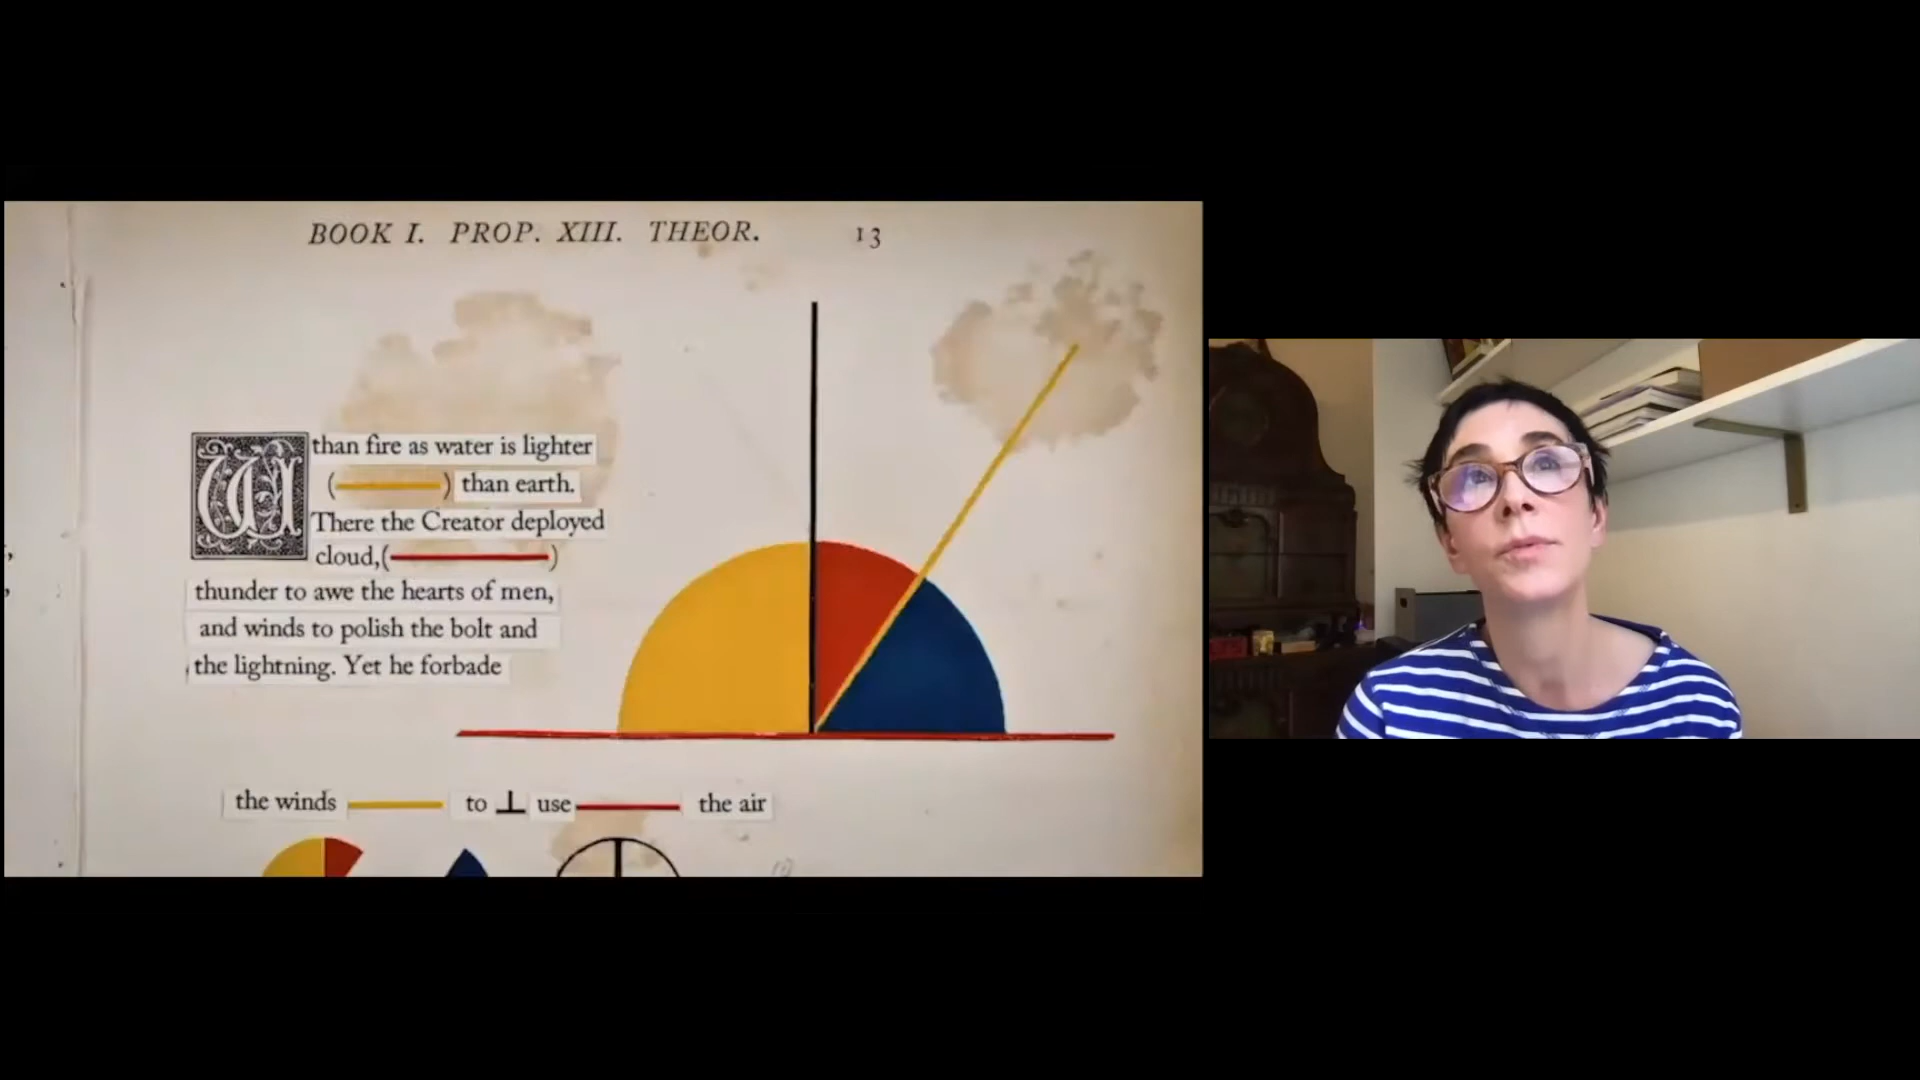 BOOK I. PROP. XIII. THEOR. 13
W than fire as water is lighter
( ) than earth.
There the Creator deployed
cloud,( )
thunder to awe the hearts of men,
and winds to polish the bolt and
the lightning. Yet he forbade
the winds to ⊥ use the air